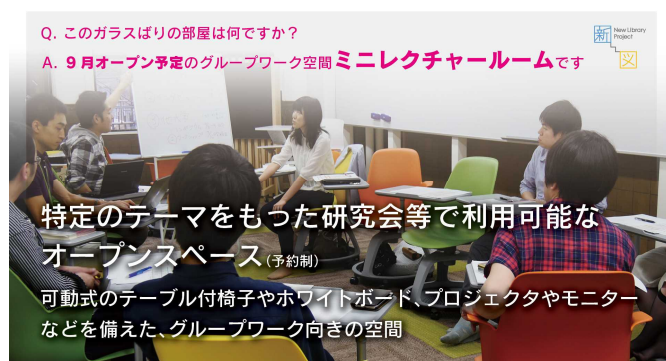 Q. このガラスばりの部屋は何ですか？
A. 9月オープン予定のグループワーク空間ミニレクチャールームです
新
New Library
Project
図
特定のテーマをもった研究会等で利用可能な
オープンスペース(予約制)
可動式のテーブル付椅子やホワイトボード、プロジェクタやモニター
などを備えた、グループワーク向きの空間